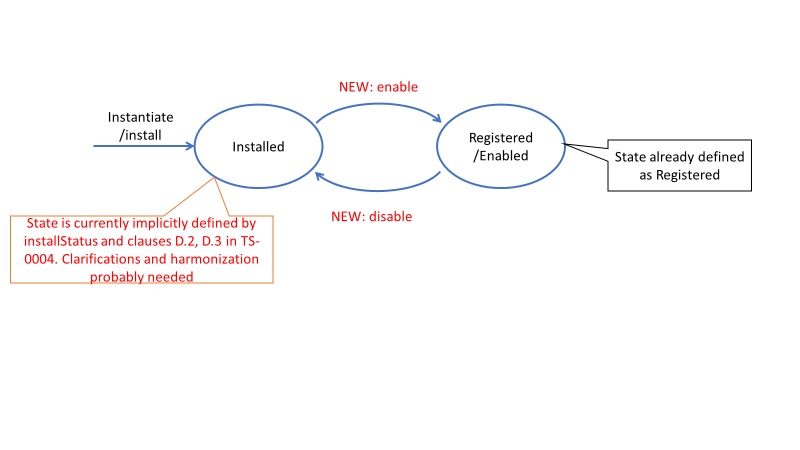 NEW: enable
Instantiate
/install
Installed
Registered
/Enabled
State already defined
as Registered
NEW: disable
State is currently implicitly defined by
installStatus and clauses D.2, D.3 in TS-
0004. Clarifications and harmonization
probably needed